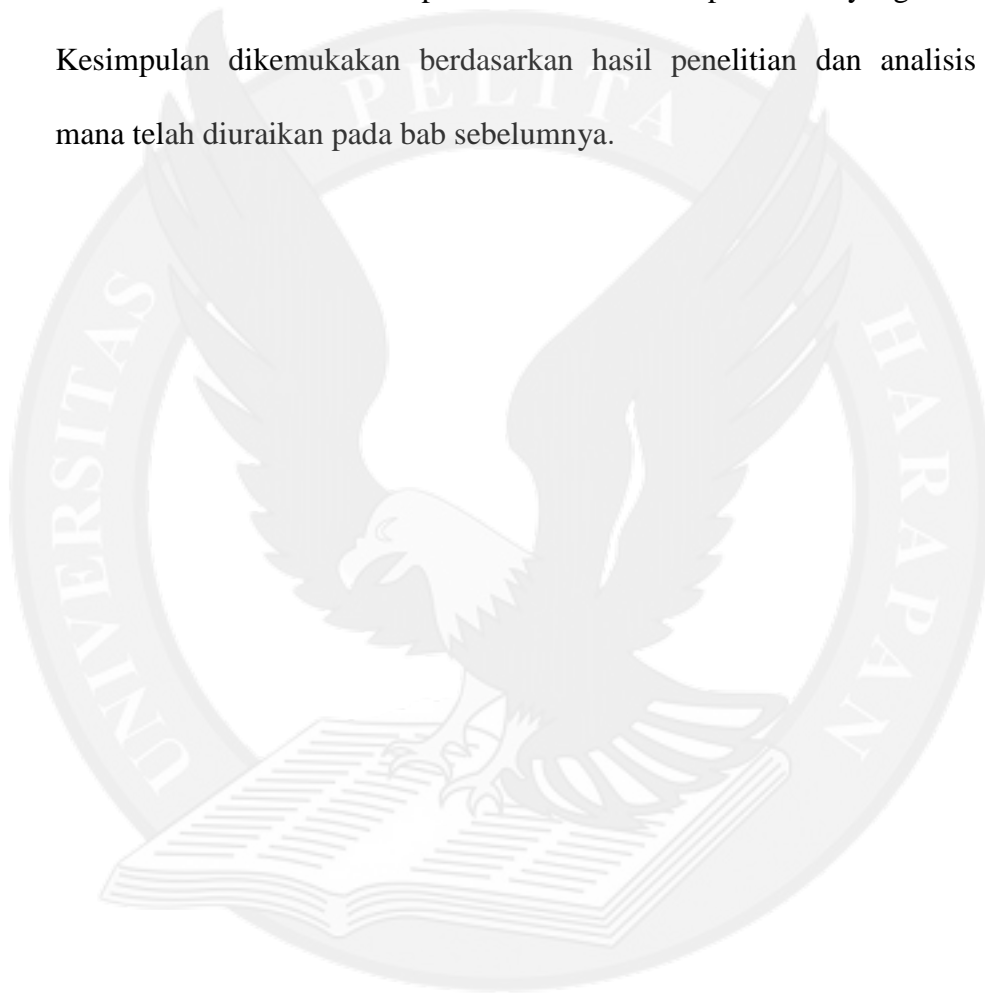 Kesimpulan dikemukakan berdasarkan hasil penelitian dan analisis
mana telah diuraikan pada bab sebelumnya.
UNIVERSITAS PELITA HARAPAN